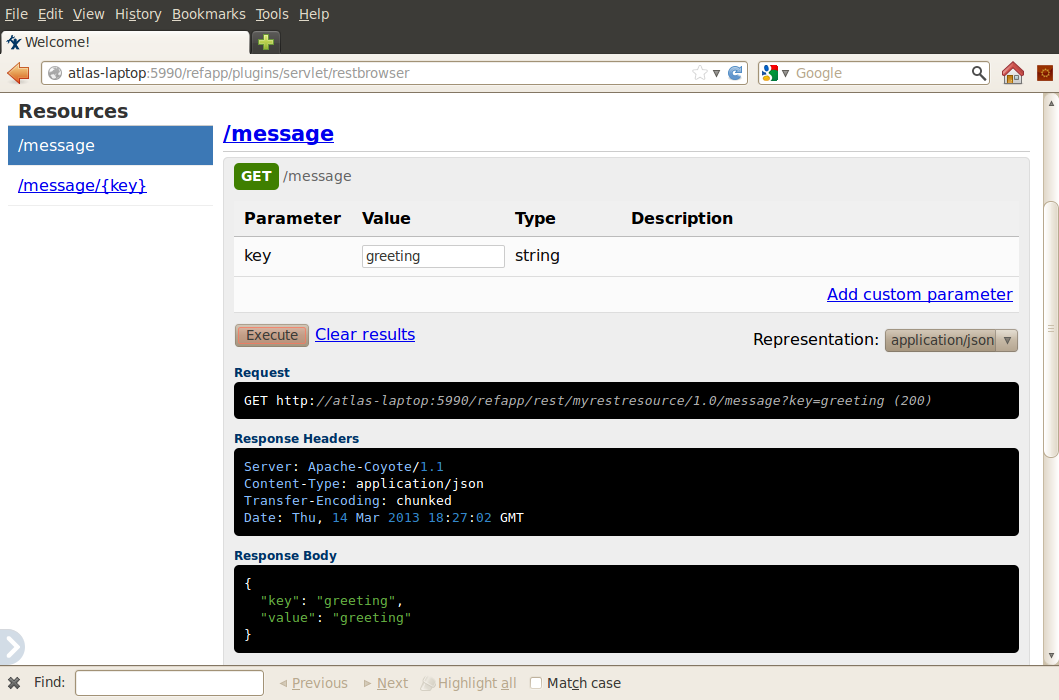 File Edit View History Bookmarks Tools Help
Welcome!
atlas-laptop:5990/refapp/plugins/servlet/restbrowser
Google
Resources
/message
/message/{key}
/message
GET /message
Parameter Value Type Description
key greeting string
Add custom parameter
Execute Clear results
Representation: application/json
Request
GET http://atlas-laptop:5990/refapp/rest/myrestresource/1.0/message?key=greeting (200)
Response Headers
Server: Apache-Coyote/1.1
Content-Type: application/json
Transfer-Encoding: chunked
Date: Thu, 14 Mar 2013 18:27:02 GMT
Response Body
{
"key": "greeting",
"value": "greeting"
}
Find: Previous Next Highlight all Match case